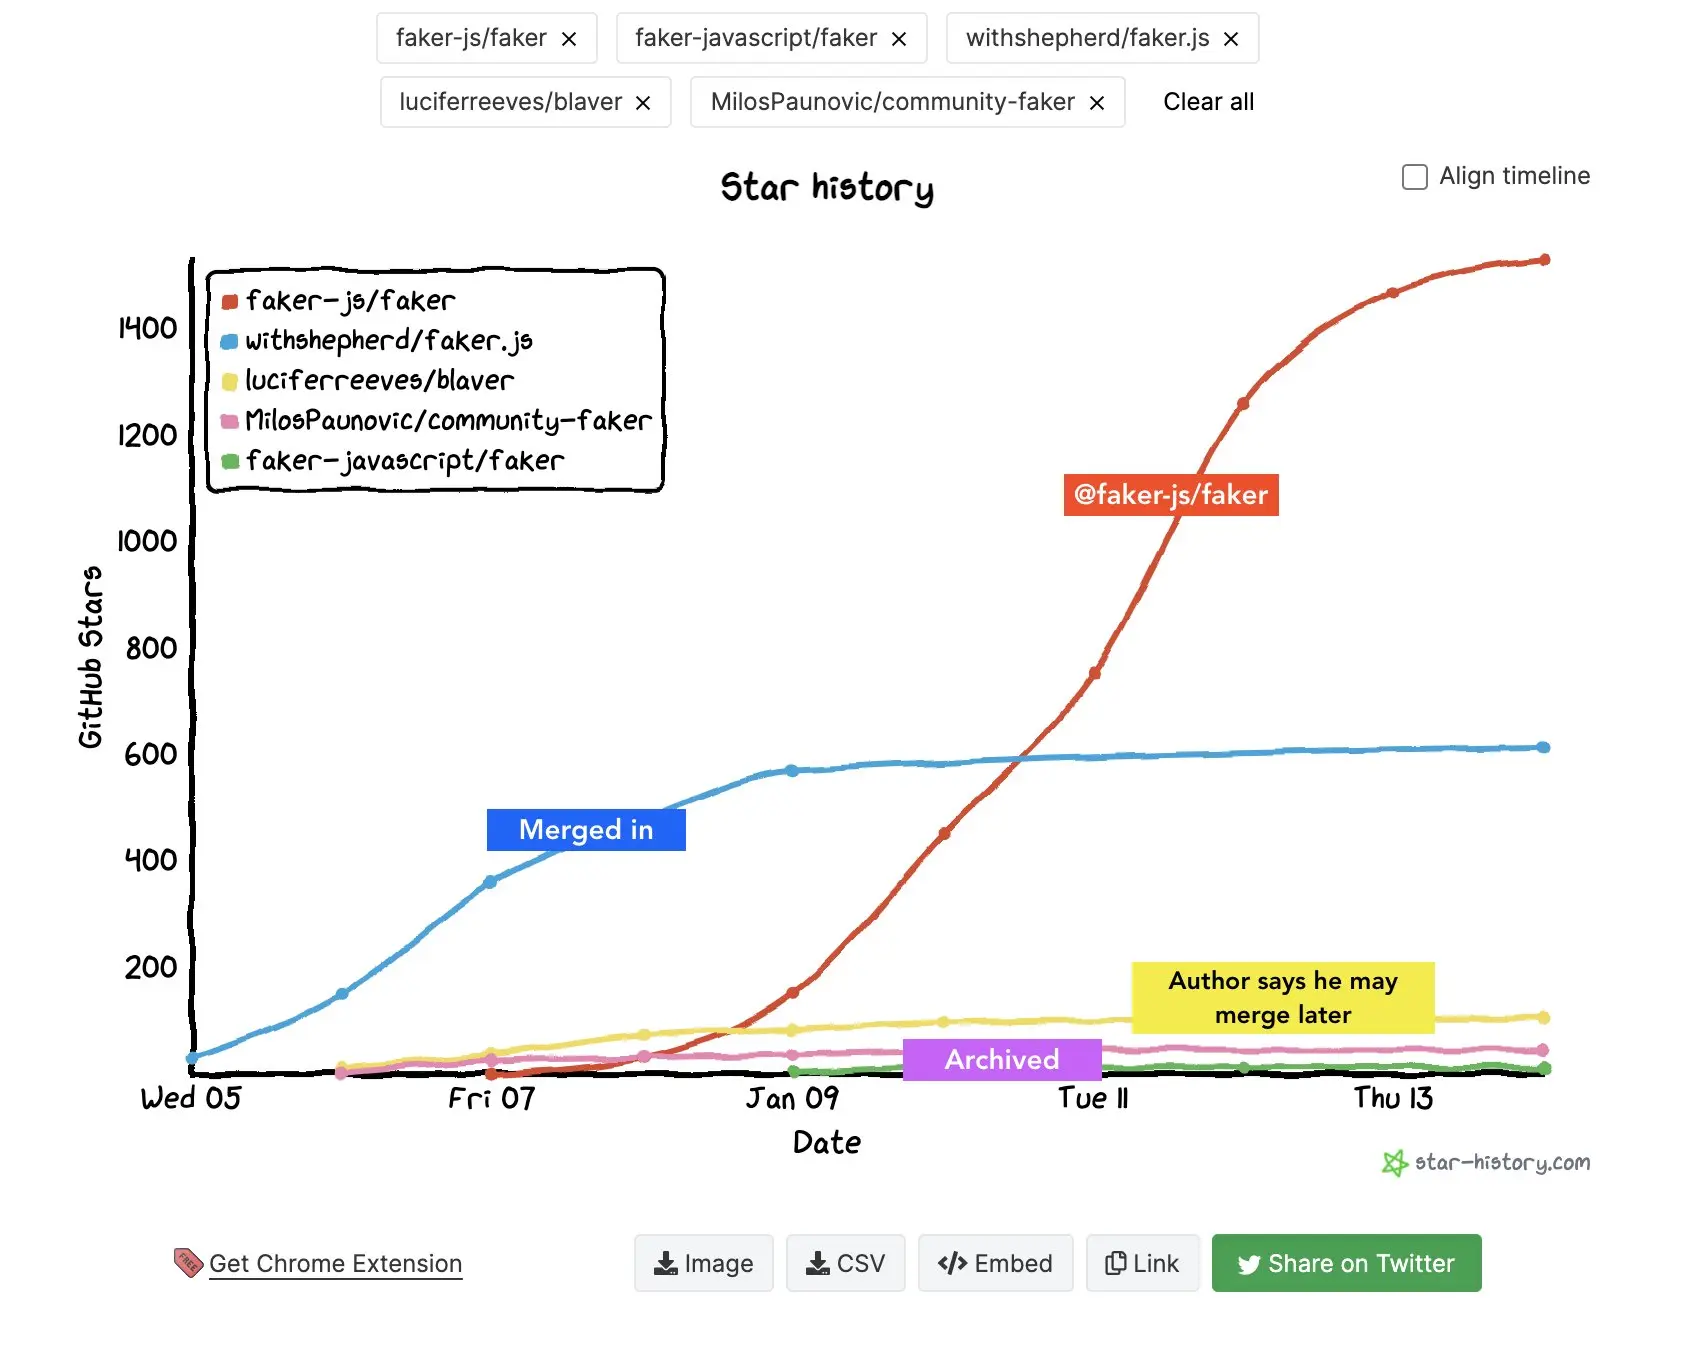 faker-js/faker ×
faker-javascript/faker ×
withshepherd/faker.js ×
luciferreeves/blaver ×
MilosPaunovic/community-faker ×
Clear all
Star history
Align timeline
faker-js/faker
withshepherd/faker.js
luciferreeves/blaver
MilosPaunovic/community-faker
faker-javascript/faker
1400
1200
1000
800
600
400
200
GitHub Stars
@faker-js/faker
Merged in
Author says he may
merge later
Archived
Wed 05
Fri 07
Jan 09
Tue 11
Thu 13
Date
star-history.com
FREE
Get Chrome Extension
Image
CSV
</> Embed
Link
Share on Twitter